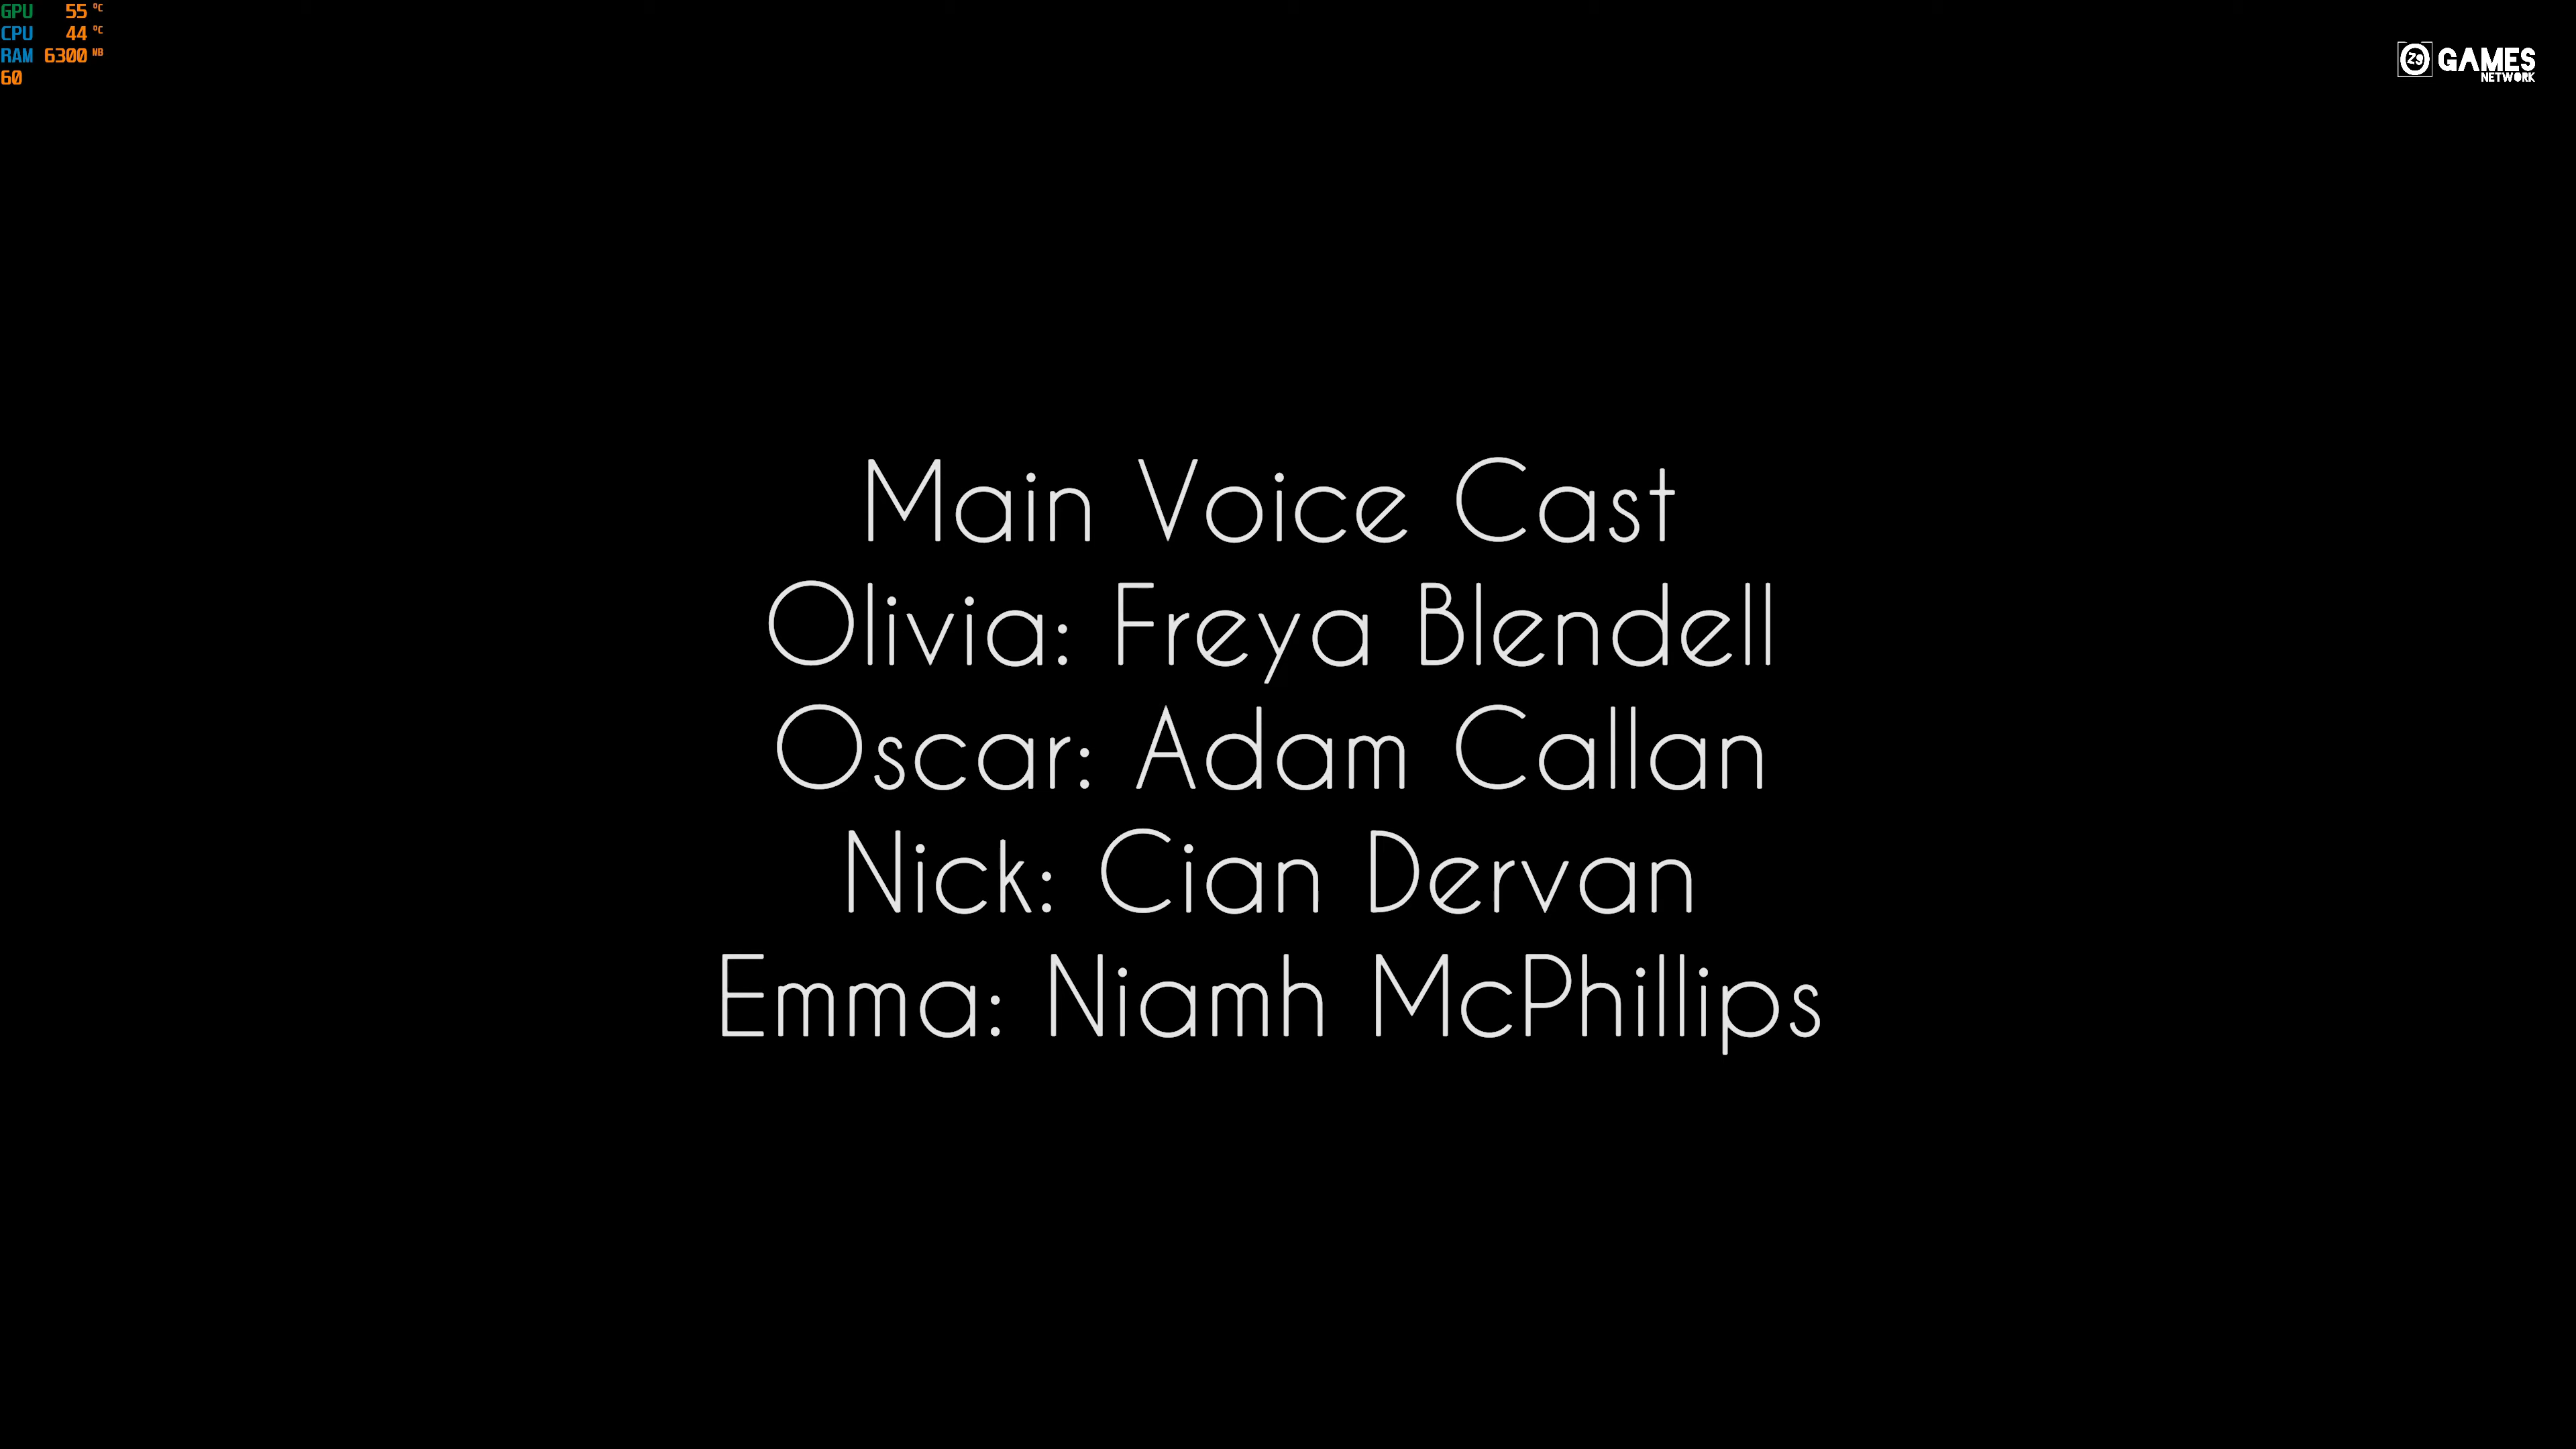 GPU 55 °C
CPU 44 °C
RAM 6300 MB
60
Z9 GAMES
NETWORK
Main Voice Cast
Olivia: Freya Blendell
Oscar: Adam Callan
Nick: Cian Dervan
Emma: Niamh McPhillips